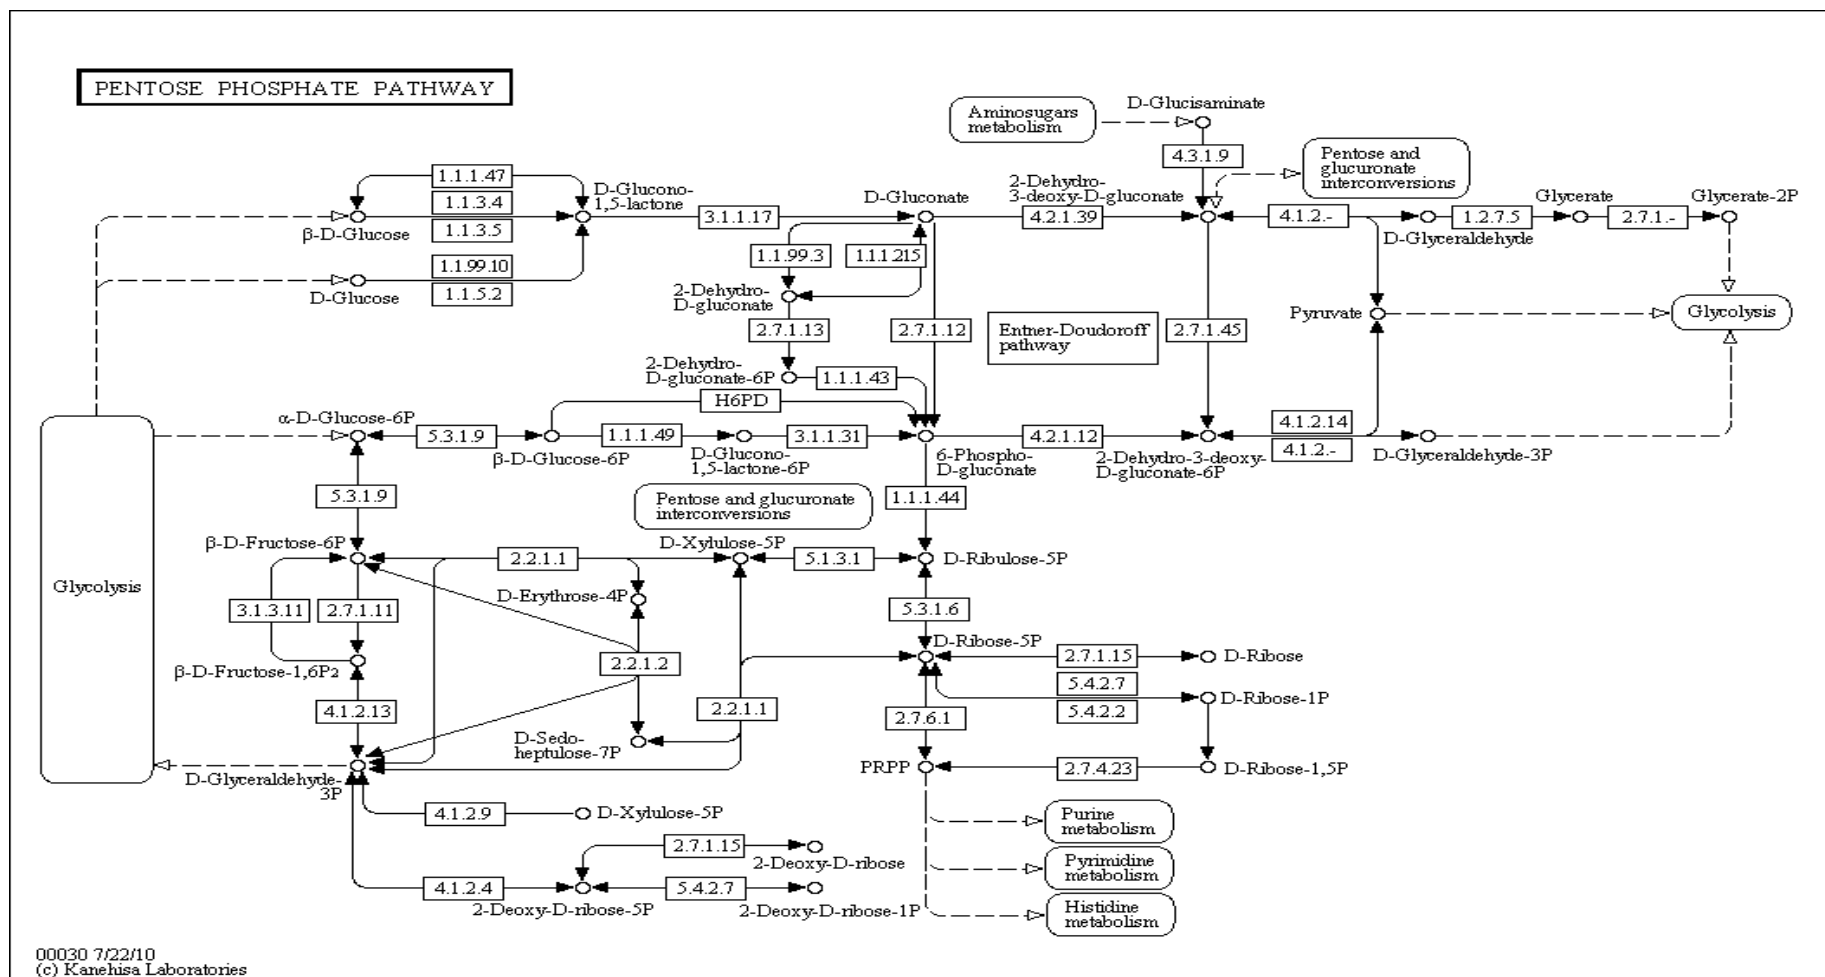 PENTOSE PHOSPHATE PATHWAY
Aminosugars
metabolism
D-Glucisaminate
4.3.1.9
Pentose and
glucuronate
interconversions
1.1.1.47
1.1.3.4
1.1.3.5
β-D-Glucose
D-Glucono-
1,5-lactone
3.1.1.17
D-Gluconate
2-Dehydro-
3-deoxy-D-gluconate
4.2.1.39
4.1.2.-
D-Glyceraldehyde
1.2.7.5
Glycerate
2.7.1.-
Glycerate-2P
1.1.99.10
1.1.5.2
D-Glucose
1.1.99.3
1.1.1.215
2-Dehydro-
D-gluconate
2.7.1.13
2.7.1.12
Entner-Doudoroff
pathway
2.7.1.45
Pyruvate
Glycolysis
2-Dehydro-
D-gluconate-6P
1.1.1.43
H6PD
α-D-Glucose-6P
5.3.1.9
β-D-Glucose-6P
1.1.1.49
D-Glucono-
1,5-lactone-6P
3.1.1.31
6-Phospho-
D-gluconate
4.2.1.12
2-Dehydro-3-deoxy-
D-gluconate-6P
4.1.2.14
4.1.2.-
D-Glyceraldehyde-3P
5.3.1.9
Pentose and glucuronate
interconversions
1.1.1.44
β-D-Fructose-6P
2.2.1.1
D-Xylulose-5P
5.1.3.1
D-Ribulose-5P
Glycolysis
3.1.3.11
2.7.1.11
D-Erythrose-4P
5.3.1.6
β-D-Fructose-1,6P2
2.2.1.2
D-Ribose-5P
2.7.1.15
D-Ribose
4.1.2.13
2.2.1.1
2.7.6.1
5.4.2.7
5.4.2.2
D-Ribose-1P
D-Sedo-
heptulose-7P
D-Glyceraldehyde-
3P
PRPP
2.7.4.23
D-Ribose-1,5P
4.1.2.9
D-Xylulose-5P
Purine
metabolism
2.7.1.15
2-Deoxy-D-ribose
Pyrimidine
metabolism
4.1.2.4
2-Deoxy-D-ribose-5P
5.4.2.7
2-Deoxy-D-ribose-1P
Histidine
metabolism
00030 7/22/10
(c) Kanehisa Laboratories